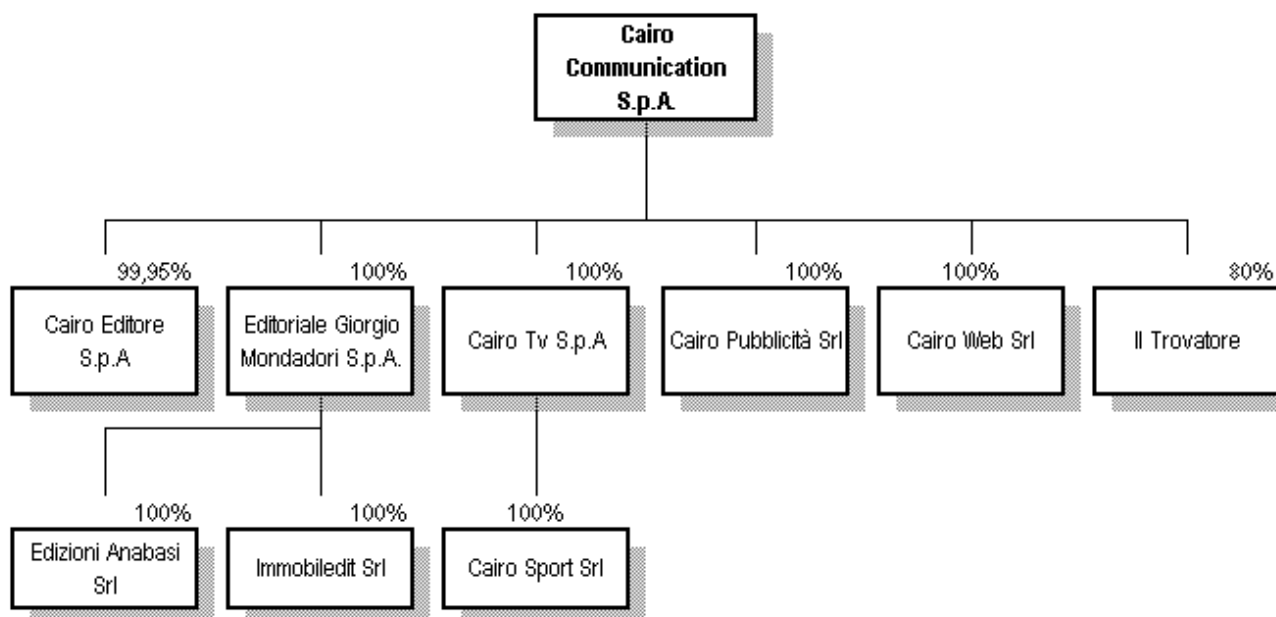 Cairo
Communication
S.p.A.
99,95%
100%
100%
100%
100%
80%
Cairo Editore
S.p.A
Editoriale Giorgio
Mondadori S.p.A.
Cairo Tv S.p.A
Cairo Pubblicità Srl
Cairo Web Srl
Il Trovatore
100%
100%
100%
Edizioni Anabasi
Srl
Immobiledit Srl
Cairo Sport Srl